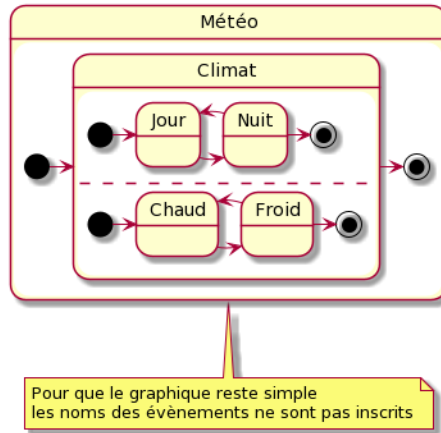 Météo
Climat
Jour
Nuit
Chaud
Froid
Pour que le graphique reste simple
les noms des évènements ne sont pas inscrits